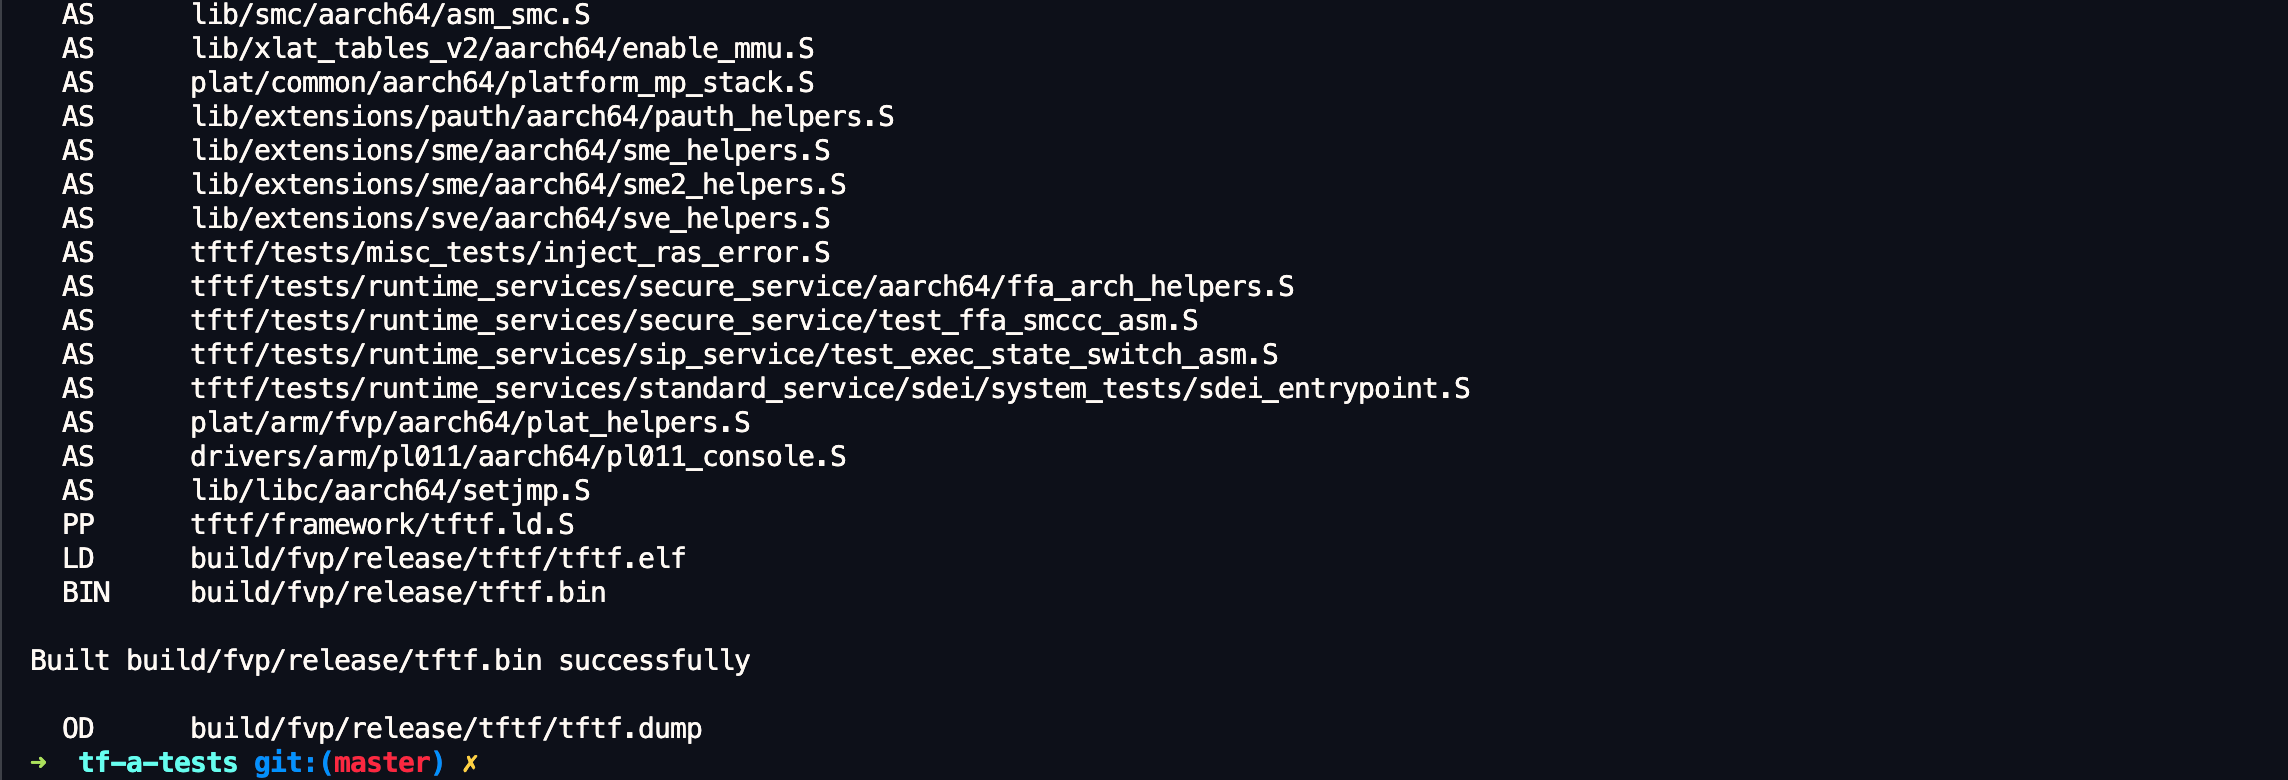 AS      lib/smc/aarch64/asm_smc.S
AS      lib/xlat_tables_v2/aarch64/enable_mmu.S
AS      plat/common/aarch64/platform_mp_stack.S
AS      lib/extensions/pauth/aarch64/pauth_helpers.S
AS      lib/extensions/sme/aarch64/sme_helpers.S
AS      lib/extensions/sme/aarch64/sme2_helpers.S
AS      lib/extensions/sve/aarch64/sve_helpers.S
AS      tftf/tests/misc_tests/inject_ras_error.S
AS      tftf/tests/runtime_services/secure_service/aarch64/ffa_arch_helpers.S
AS      tftf/tests/runtime_services/secure_service/test_ffa_smccc_asm.S
AS      tftf/tests/runtime_services/sip_service/test_exec_state_switch_asm.S
AS      tftf/tests/runtime_services/standard_service/sdei/system_tests/sdei_entrypoint.S
AS      plat/arm/fvp/aarch64/plat_helpers.S
AS      drivers/arm/pl011/aarch64/pl011_console.S
AS      lib/libc/aarch64/setjmp.S
PP      tftf/framework/tftf.ld.S
LD      build/fvp/release/tftf/tftf.elf
BIN     build/fvp/release/tftf.bin
Built build/fvp/release/tftf.bin successfully
OD      build/fvp/release/tftf/tftf.dump
➜  tf-a-tests git:(master) ✗